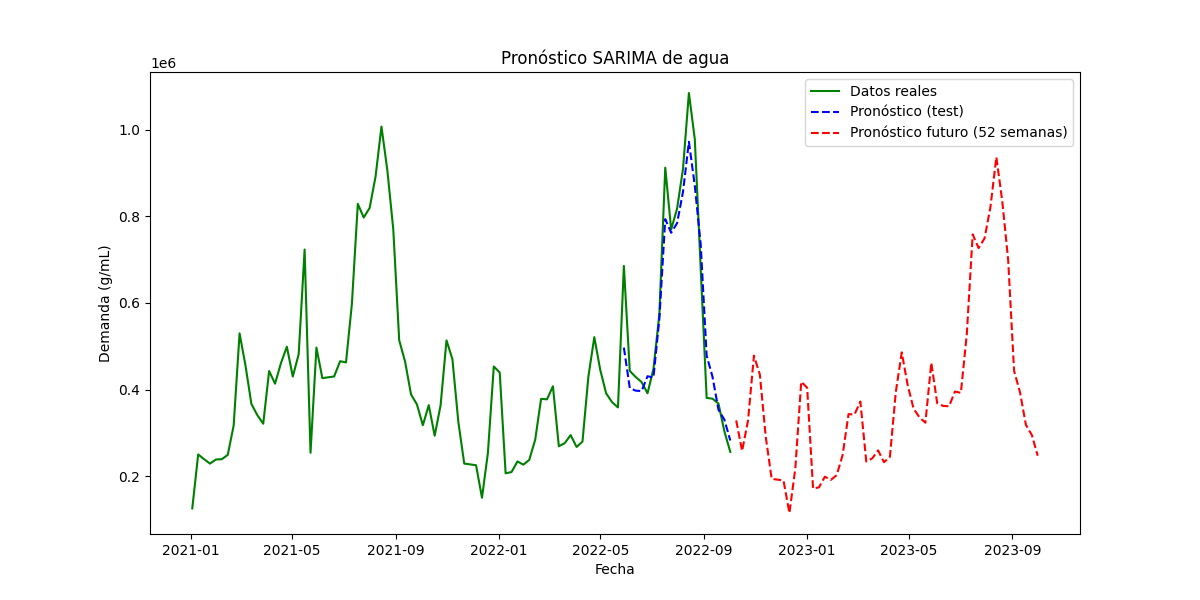 Pronóstico SARIMA de agua
1e6
Datos reales
Pronóstico (test)
Pronóstico futuro (52 semanas)
1.0
0.8
0.6
0.4
0.2
Demanda (g/mL)
2021-01 2021-05 2021-09 2022-01 2022-05 2022-09 2023-01 2023-05 2023-09
Fecha